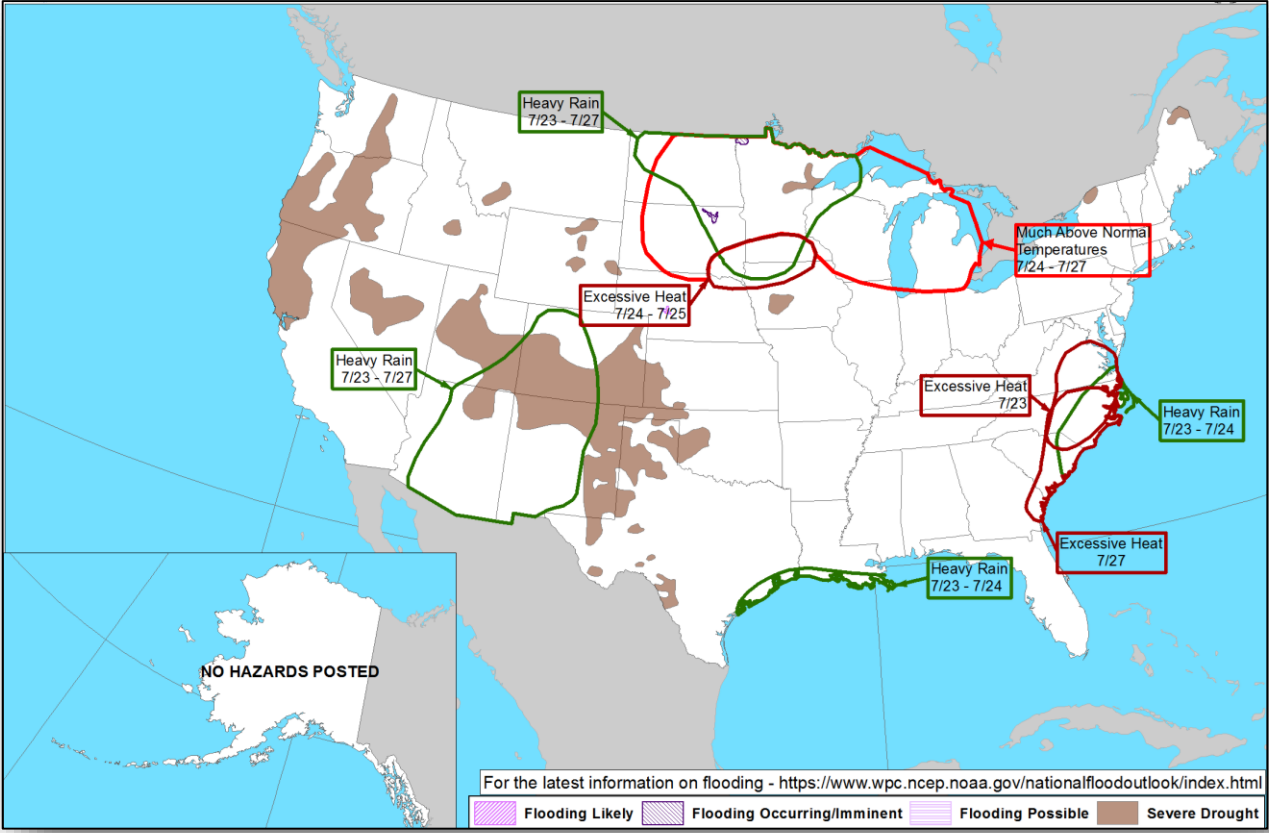 Heavy Rain
7/23 - 7/27
Much Above Norma
Temperatures
7/24 - 7/27
Excessive Heat
7/24 - 7/25
Heavy Rain
7/23 - 7/27
Excessive Heat
7/23
Heavy Rain
7/23 - 7/24
Excessive Heat
7/27
Heavy Rain
7/23 - 7/24
NO HAZARDS POSTED
For the latest information on flooding - https://www.wpc.ncep.noaa.gov/nationalfloodoutlook/index.html
Flooding Likely
Flooding Occurring/Imminent
Flooding Possible
Severe Drought